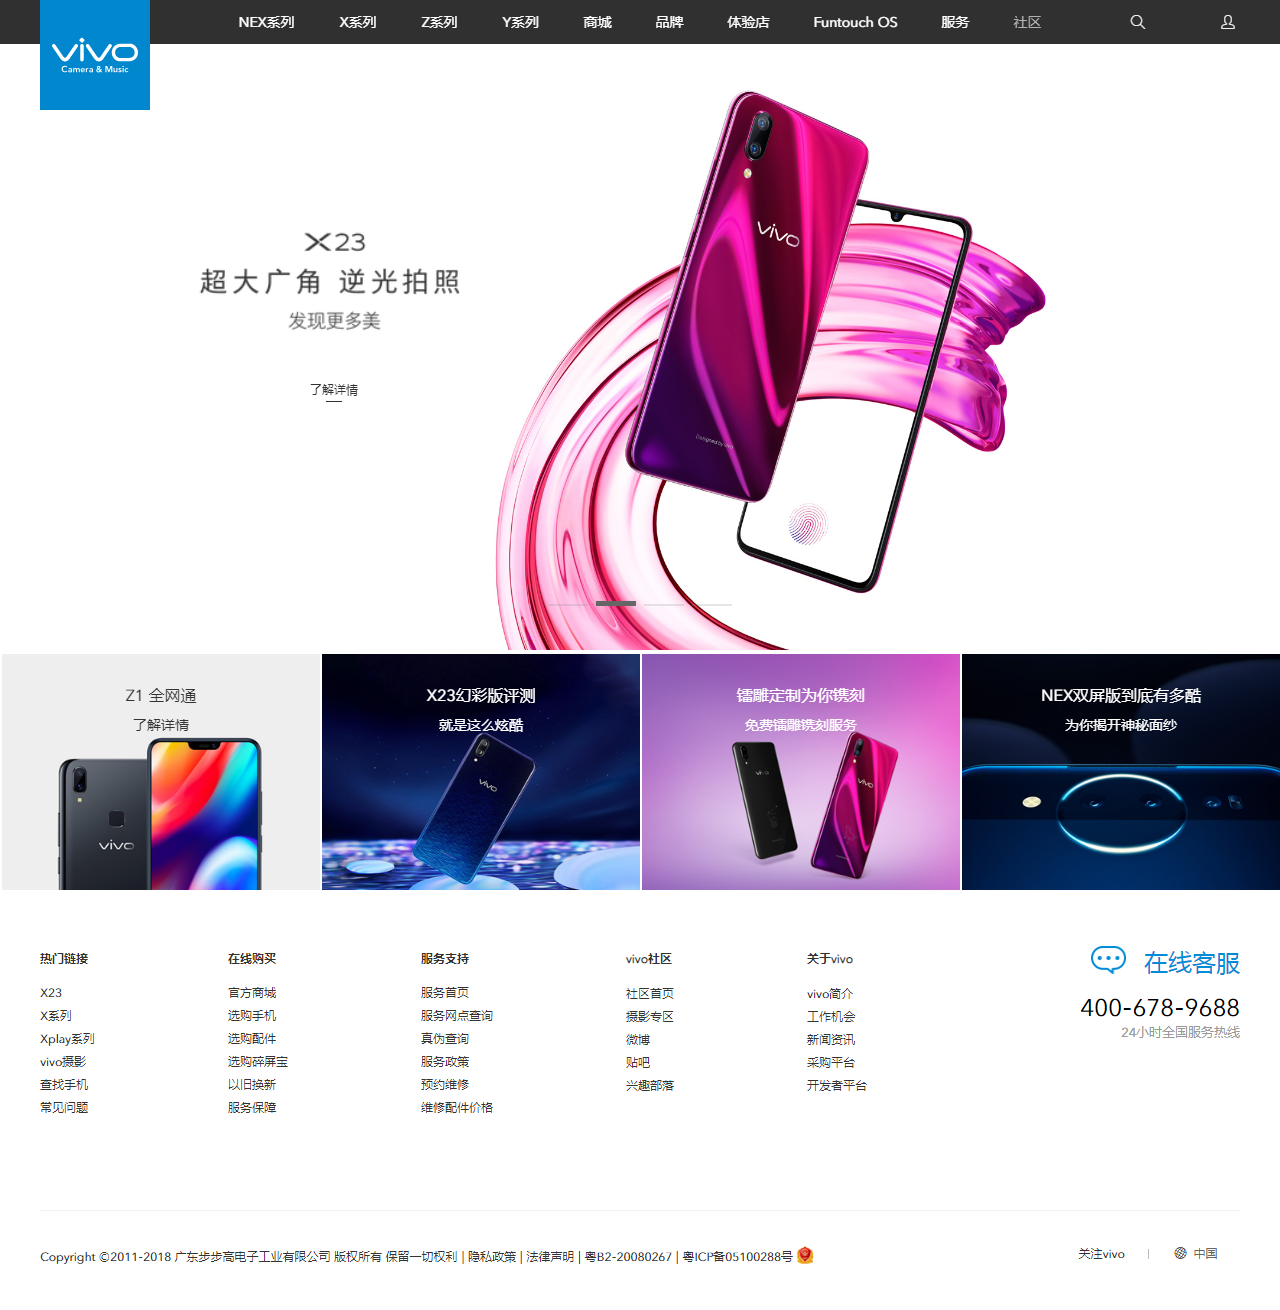 NEX系列 X系列 Z系列 Y系列 商城 品牌 体验店 Funtouch OS 服务 社区
vivo
Camera & Music
X23
超大广角 逆光拍照
发现更多美
了解详情
vivo
Designed by vivo
Z1 全网通
了解详情
vivo
X23幻彩版评测
就是这么炫酷
vivo
镭雕定制为你镌刻
免费镭雕镌刻服务
vivo
vivo
NEX双屏版到底有多酷
为你揭开神秘面纱
热门链接
X23
X系列
Xplay系列
vivo摄影
查找手机
常见问题
在线购买
官方商城
选购手机
选购配件
选购碎屏宝
以旧换新
服务保障
服务支持
服务首页
服务网点查询
真伪查询
服务政策
预约维修
维修配件价格
vivo社区
社区首页
摄影专区
微博
贴吧
兴趣部落
关于vivo
vivo简介
工作机会
新闻资讯
采购平台
开发者平台
在线客服
400-678-9688
24小时全国服务热线
Copyright ©2011-2018 广东步步高电子工业有限公司 版权所有 保留一切权利 | 隐私政策 | 法律声明 | 粤B2-20080267 | 粤ICP备05100288号
关注vivo | 中国